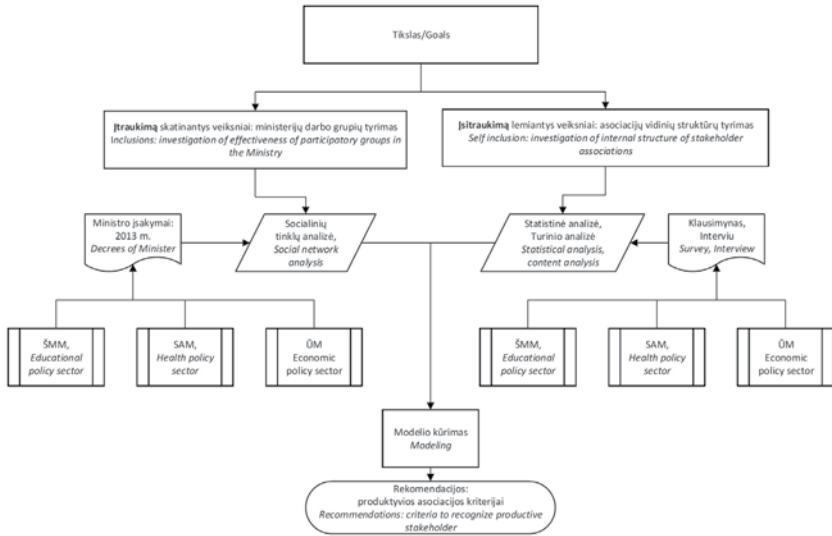 Tikslas/Goals
Įtraukimą skatinantys veiksniai: ministerijų darbo grupių tyrimas
Inclusions: investigation of effectiveness of participatory groups in
the Ministry
Įsitraukimą lemiantys veiksniai: asociacijų vidinių struktūrų tyrimas
Self inclusion: investigation of internal structure of stakeholder
associations
Ministro įsakymai:
2013 m.
Decrees of Minister
Socialinių
tinklų analizė,
Social network
analysis
Statistinė analizė,
Turinio analizė
Statistical analysis,
content analysis
Klausimynas,
Interviu
Survey, Interview
ŠMM,
Educational
policy sector
SAM,
Health policy
sector
ŪM
Economic
policy sector
ŠMM,
Educational
policy sector
SAM,
Health policy
sector
ŪM
Economic
policy sector
Modelio kūrimas
Modeling
Rekomendacijos:
produktyvios asociacijos kriterijai
Recommendations: criteria to recognize productive
stakeholder